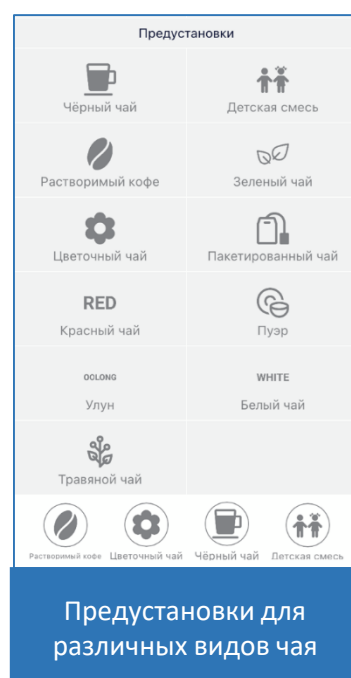 Предустановки
Чёрный чай
Детская смесь
Растворимый кофе
Зеленый чай
Цветочный чай
Пакетированный чай
RED
Красный чай
Пуэр
OOLONG
Улун
WHITE
Белый чай
Травяной чай
Растворимый кофе
Цветочный чай
Чёрный чай
Детская смесь
Предустановки для
различных видов чая